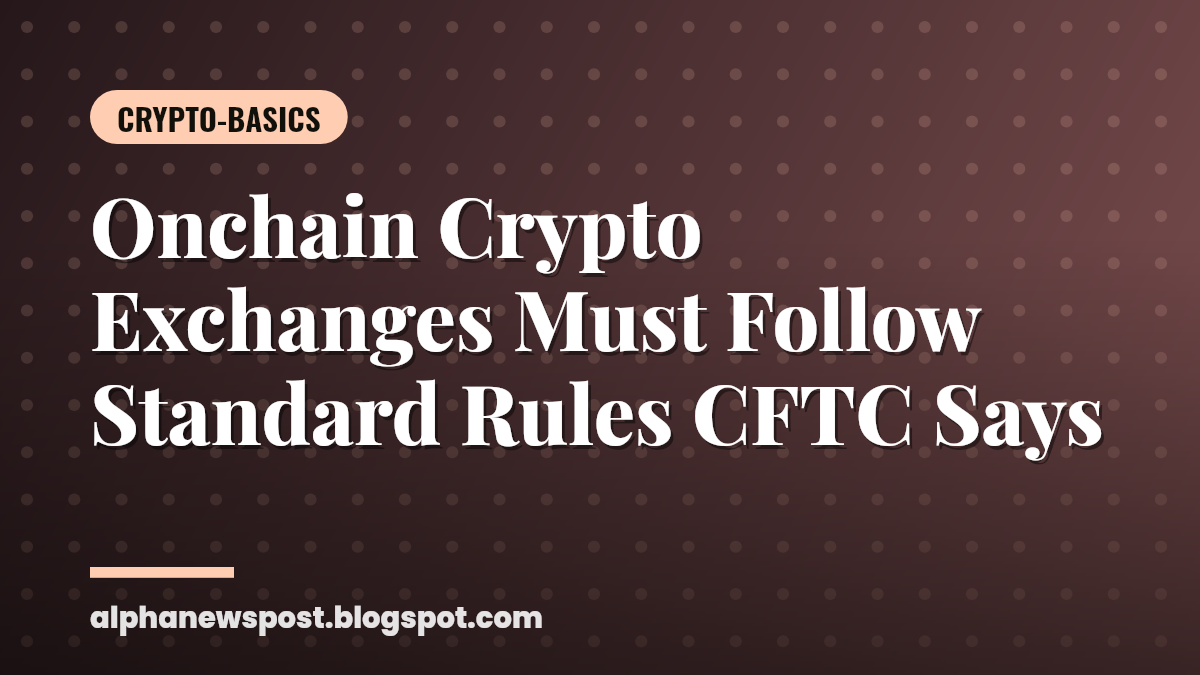 CRYPTO-BASICS
Onchain Crypto
Exchanges Must Follow
Standard Rules CFTC Says
alphanewspost.blogspot.com